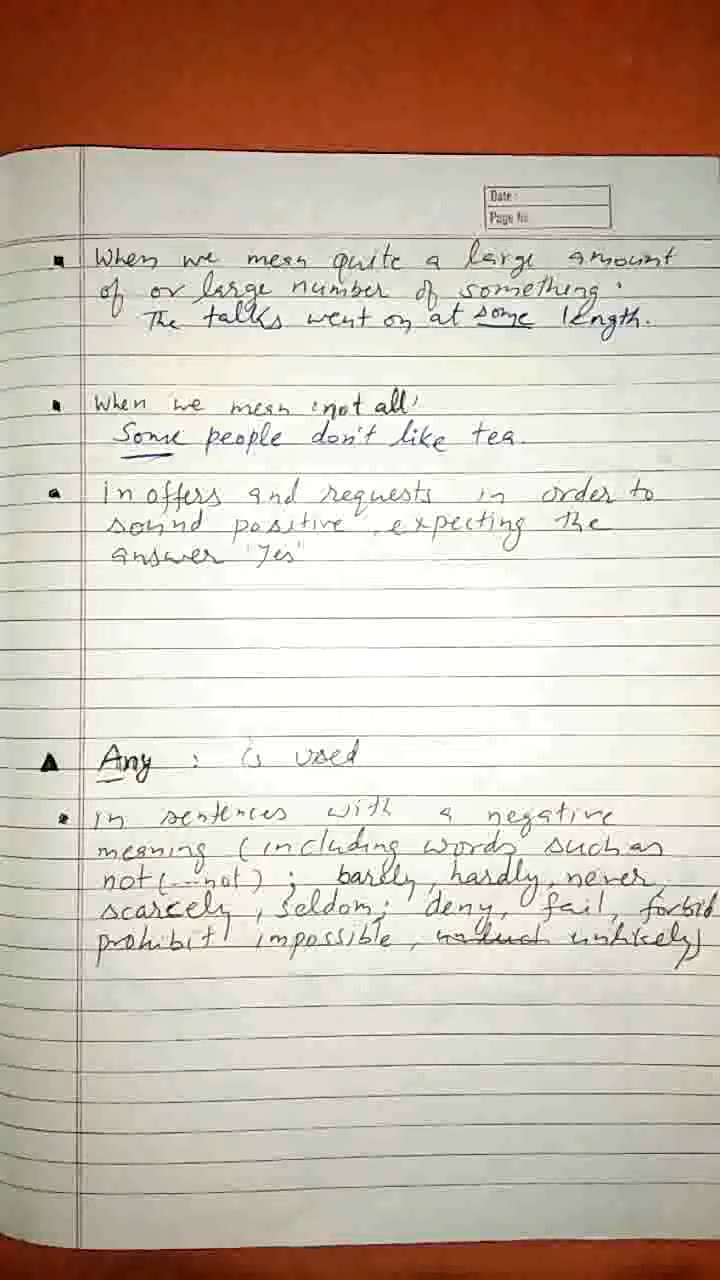 Date :
Page No.
When we mean quite a large amount
of or large number of something.
The talks went on at some length.
When we mean 'not all'
Some people don't like tea.
in offers and requests in order to
sound positive, expecting the
answer 'Yes'
Any : is used
in sentences with a negative
meaning (including words such as
not (---not) ; barely, hardly, never,
scarcely, seldom; deny, fail, forbid
prohibit impossible, unlikely)